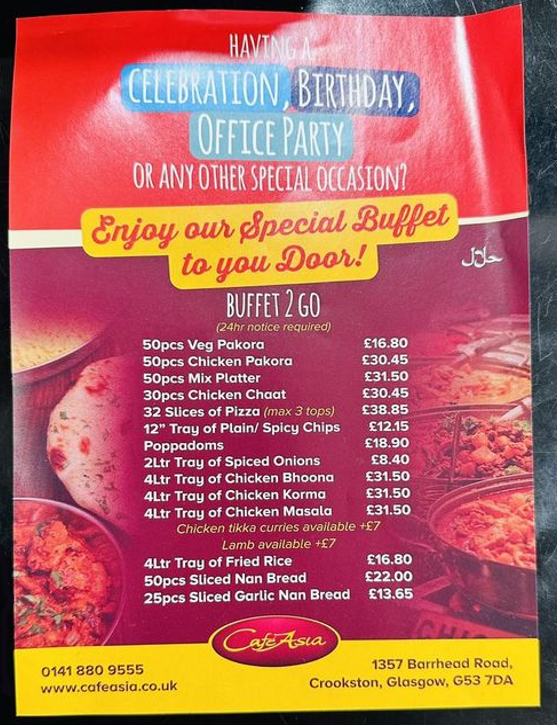 HAVING A
CELEBRATION, BIRTHDAY,
OFFICE PARTY
OR ANY OTHER SPECIAL OCCASION?
Enjoy our Special Buffet
to you Door!
حلال
BUFFET 2 GO
(24hr notice required)
50pcs Veg Pakora £16.80
50pcs Chicken Pakora £30.45
50pcs Mix Platter £31.50
30pcs Chicken Chaat £30.45
32 Slices of Pizza (max 3 tops) £38.85
12” Tray of Plain/ Spicy Chips £12.15
Poppadoms £18.90
2Ltr Tray of Spiced Onions £8.40
4Ltr Tray of Chicken Bhoona £31.50
4Ltr Tray of Chicken Korma £31.50
4Ltr Tray of Chicken Masala £31.50
Chicken tikka curries available +£7
Lamb available +£7
4Ltr Tray of Fried Rice £16.80
50pcs Sliced Nan Bread £22.00
25pcs Sliced Garlic Nan Bread £13.65
Café Asia
0141 880 9555
www.cafeasia.co.uk
1357 Barrhead Road,
Crookston, Glasgow, G53 7DA